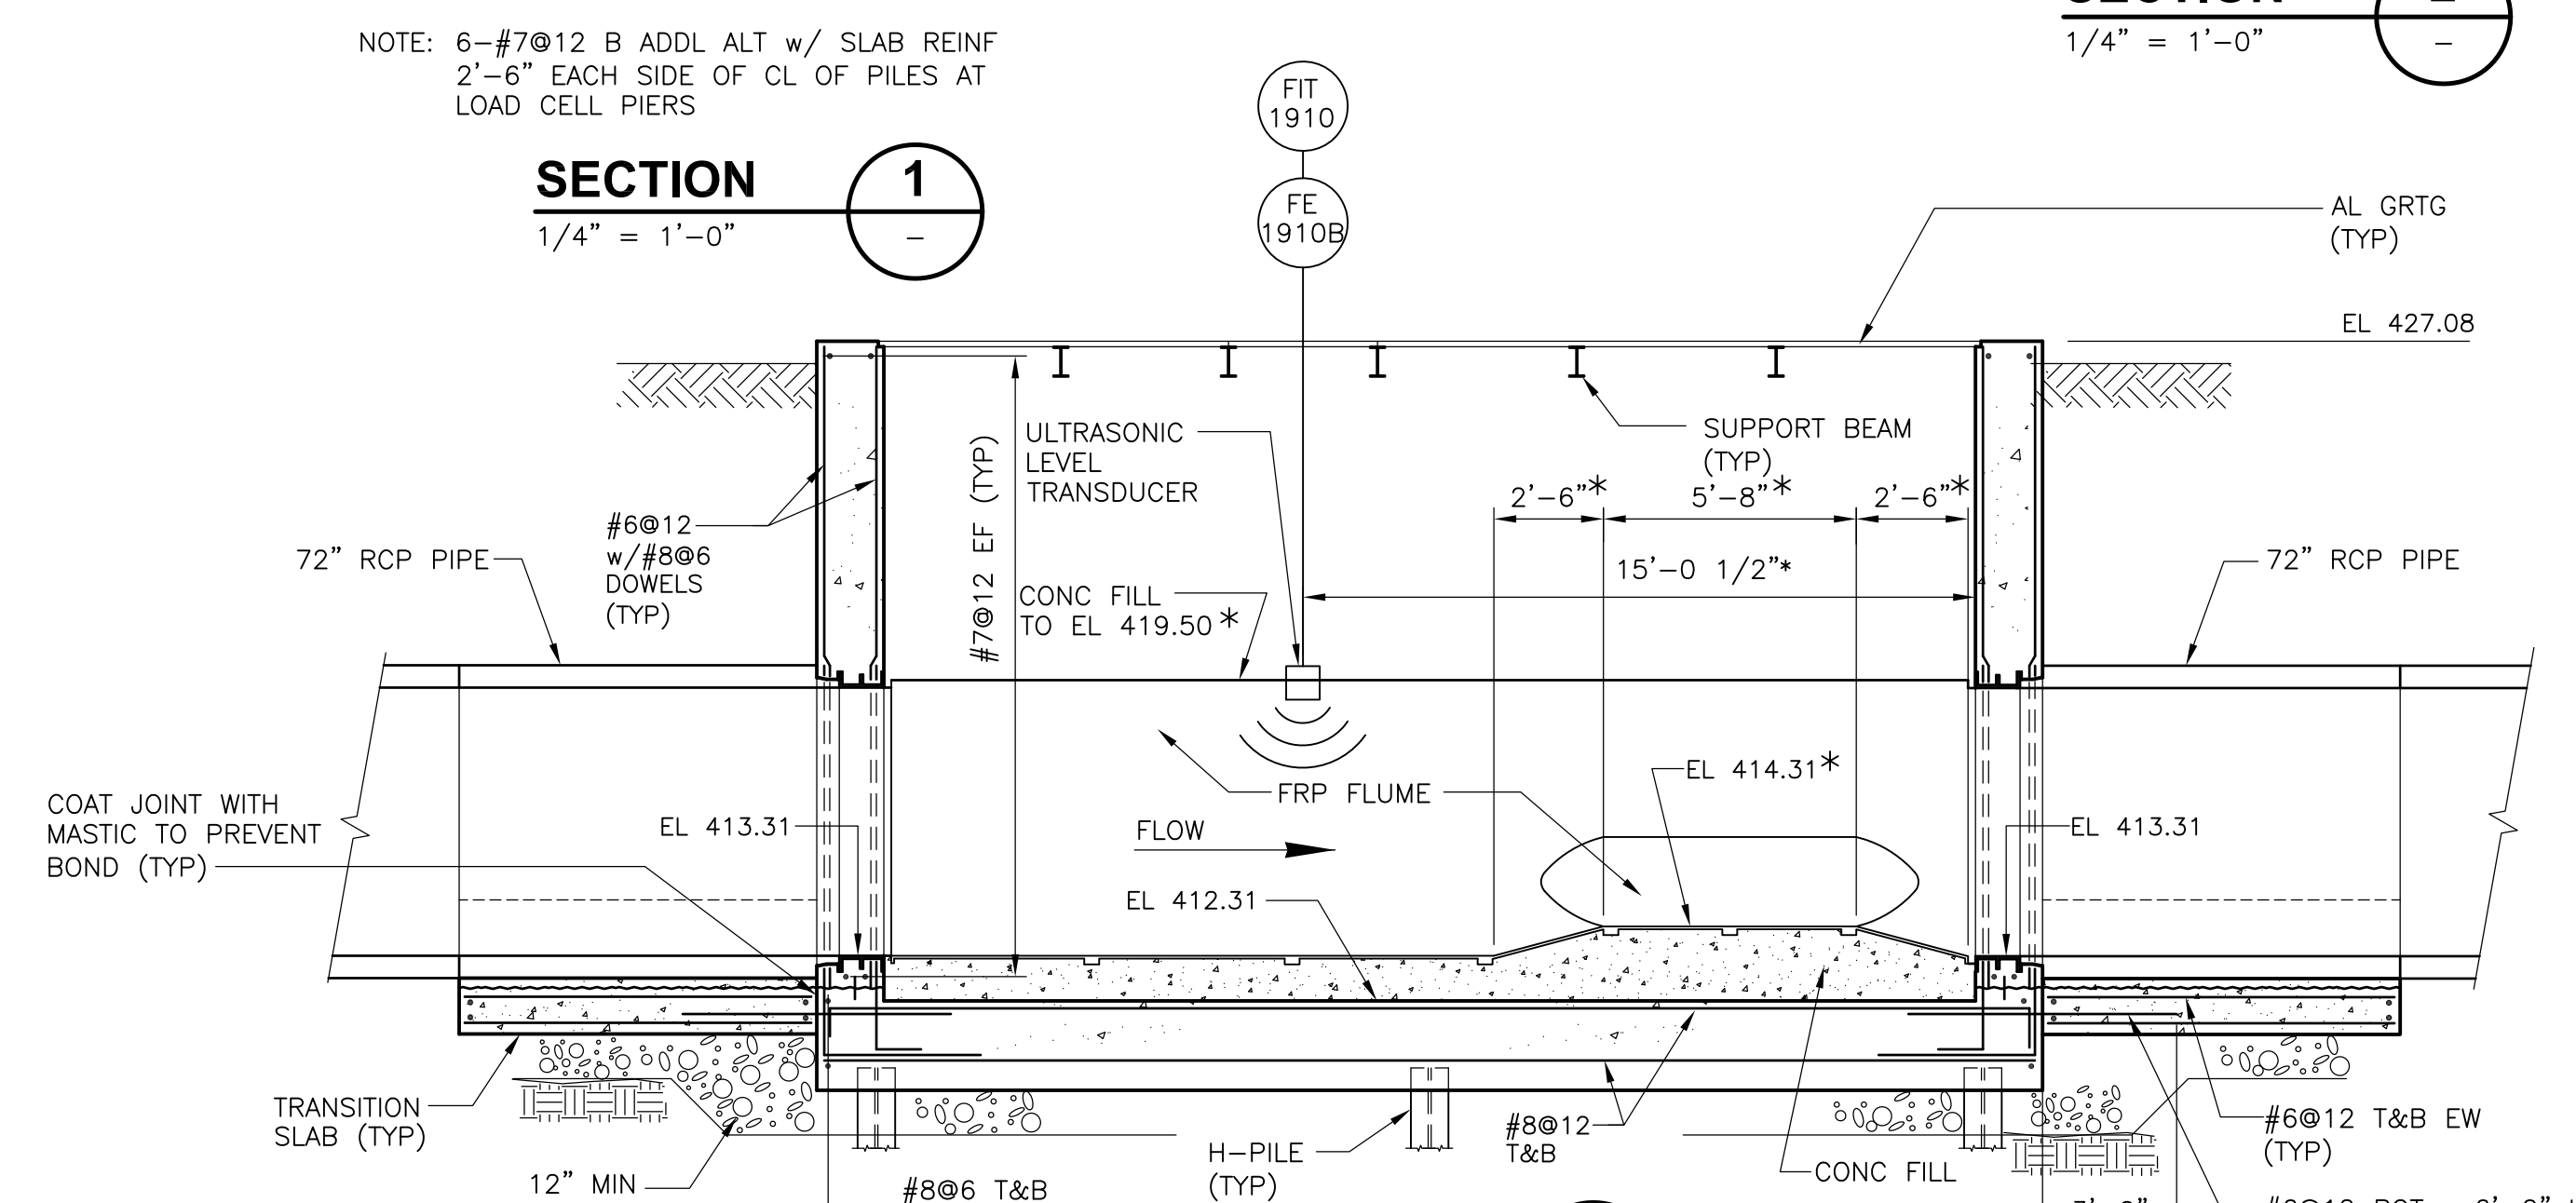 1/4" = 1'-0"
–
NOTE: 6-#7@12 B ADDL ALT w/ SLAB REINF
2'-6" EACH SIDE OF CL OF PILES AT
LOAD CELL PIERS
SECTION
1
1/4" = 1'-0"
–
FIT
1910
FE
1910B
AL GRTG
(TYP)
EL 427.08
ULTRASONIC
LEVEL
TRANSDUCER
SUPPORT BEAM
(TYP)
#7@12 EF (TYP)
2'-6"*
5'-8"*
2'-6"*
15'-0 1/2"*
#6@12
w/#8@6
DOWELS
(TYP)
72" RCP PIPE
72" RCP PIPE
CONC FILL
TO EL 419.50*
EL 414.31*
FRP FLUME
COAT JOINT WITH
MASTIC TO PREVENT
BOND (TYP)
EL 413.31
FLOW
EL 413.31
EL 412.31
TRANSITION
SLAB (TYP)
12" MIN
#8@6 T&B
H-PILE
(TYP)
#8@12
T&B
CONC FILL
#6@12 T&B EW
(TYP)